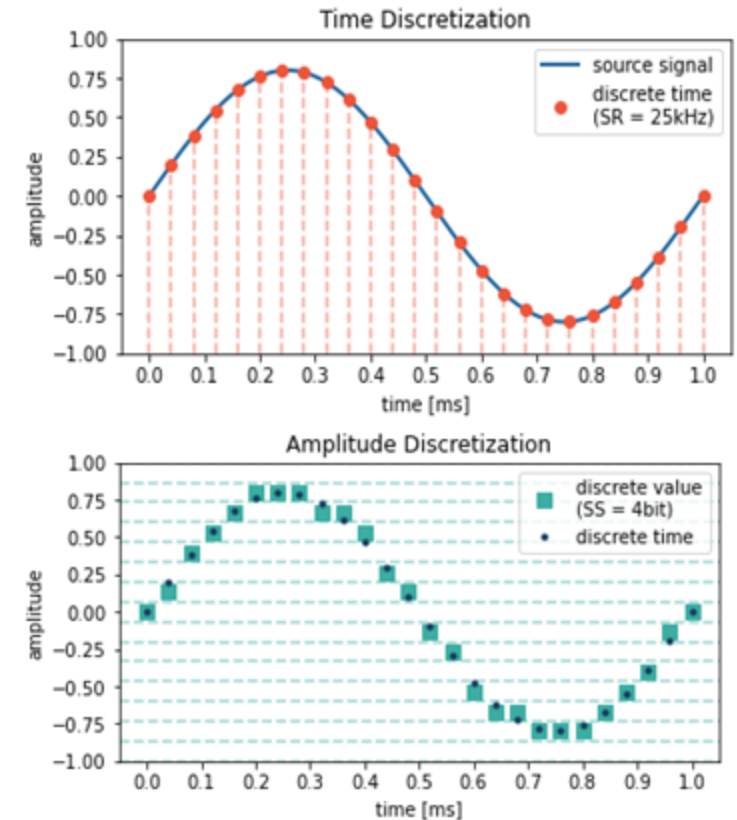 Time Discretization
1.00
0.75
0.50
0.25
0.00
−0.25
−0.50
−0.75
−1.00
amplitude
source signal
discrete time
(SR = 25kHz)
0.0 0.1 0.2 0.3 0.4 0.5 0.6 0.7 0.8 0.9 1.0
time [ms]
Amplitude Discretization
1.00
0.75
0.50
0.25
0.00
−0.25
−0.50
−0.75
−1.00
amplitude
discrete value
(SS = 4bit)
discrete time
0.0 0.1 0.2 0.3 0.4 0.5 0.6 0.7 0.8 0.9 1.0
time [ms]